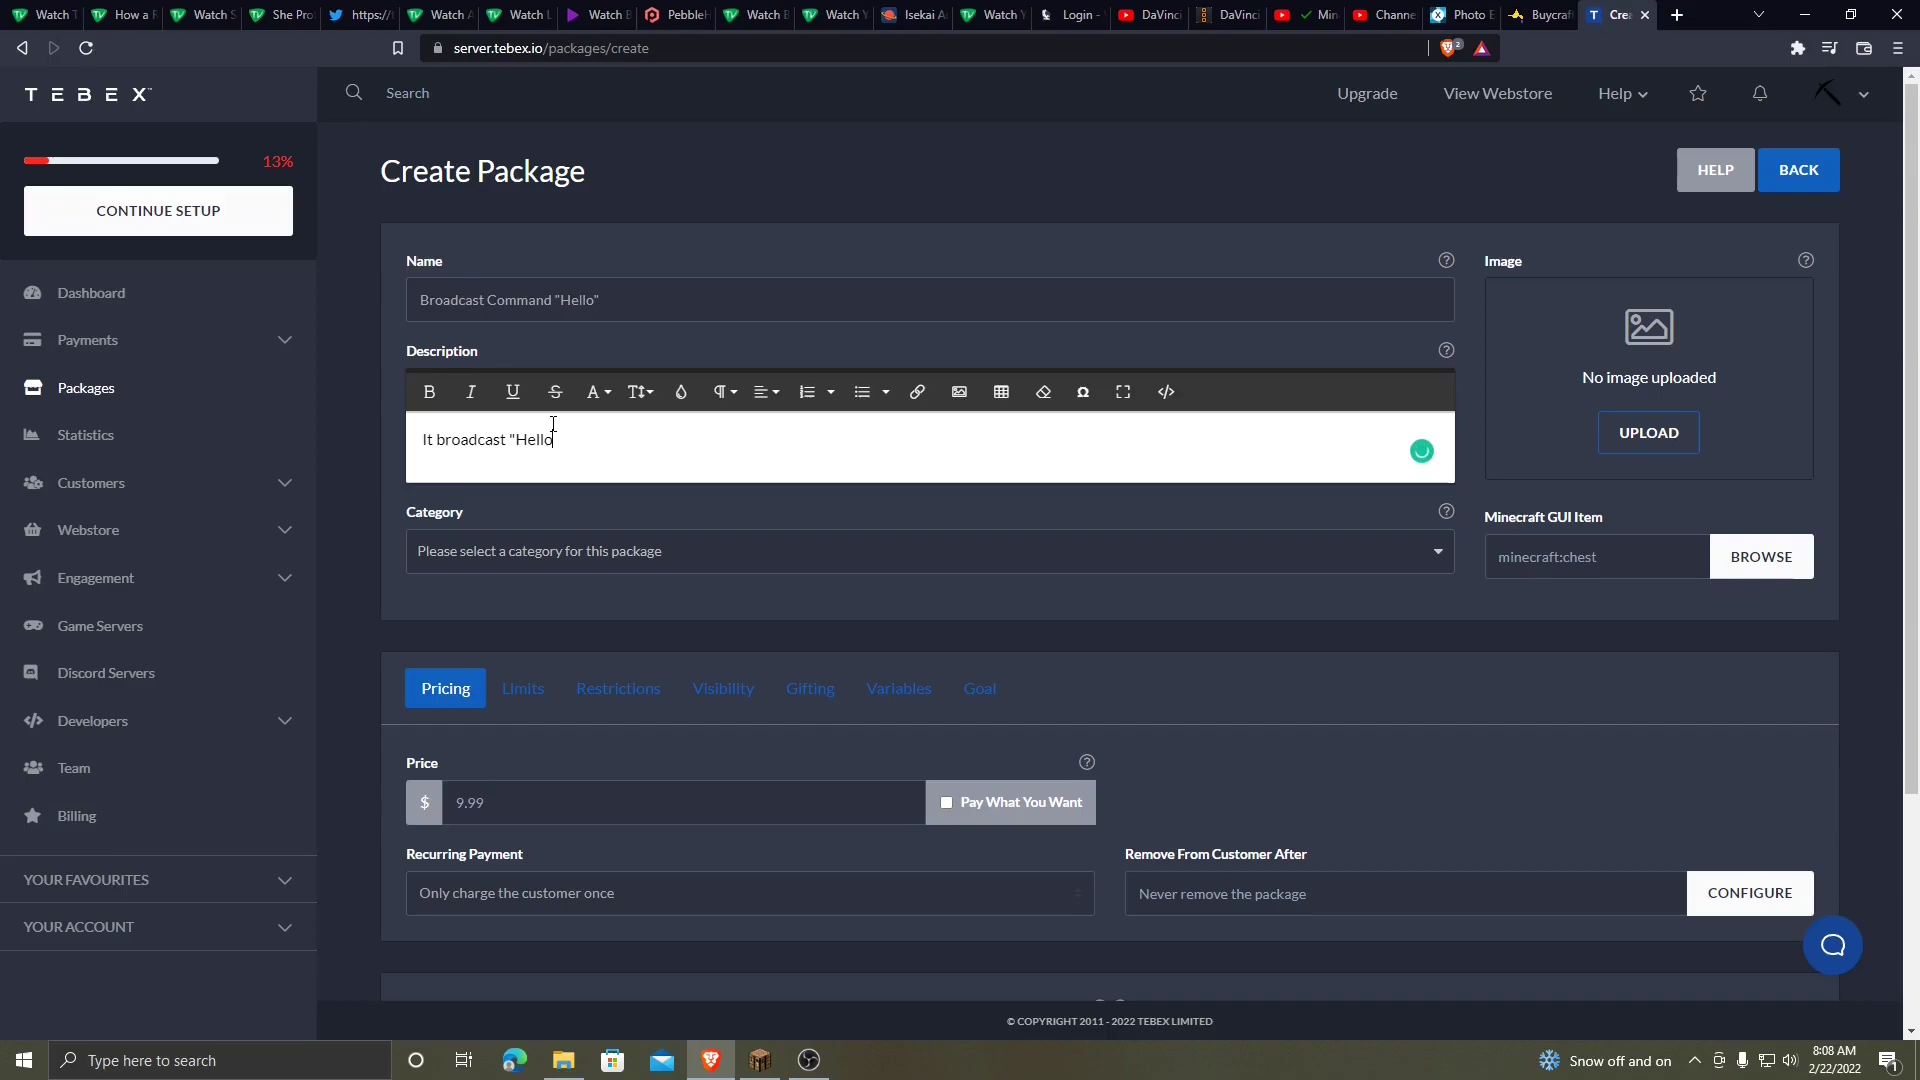 Watch T
How a R
Watch S
She Pro
https://t
Watch A
Watch L
Watch B
PebbleH
Watch B
Watch Y
Isekai A
Watch Y
Login -
DaVinci
DaVinci
Min
Channe
Photo E
Buycraf
Crea
server.tebex.io/packages/create
2
TEBEX
Search
Upgrade
View Webstore
Help
13%
CONTINUE SETUP
Dashboard
Payments
Packages
Statistics
Customers
Webstore
Engagement
Game Servers
Discord Servers
Developers
Team
Billing
YOUR FAVOURITES
YOUR ACCOUNT
Create Package
HELP
BACK
Name
Broadcast Command "Hello"
Description
It broadcast "Hello
Category
Please select a category for this package
Image
No image uploaded
UPLOAD
Minecraft GUI Item
minecraft:chest
BROWSE
Pricing
Limits
Restrictions
Visibility
Gifting
Variables
Goal
Price
$
9.99
Pay What You Want
Recurring Payment
Only charge the customer once
Remove From Customer After
Never remove the package
CONFIGURE
© COPYRIGHT 2011 - 2022 TEBEX LIMITED
Type here to search
Snow off and on
8:08 AM
2/22/2022
1